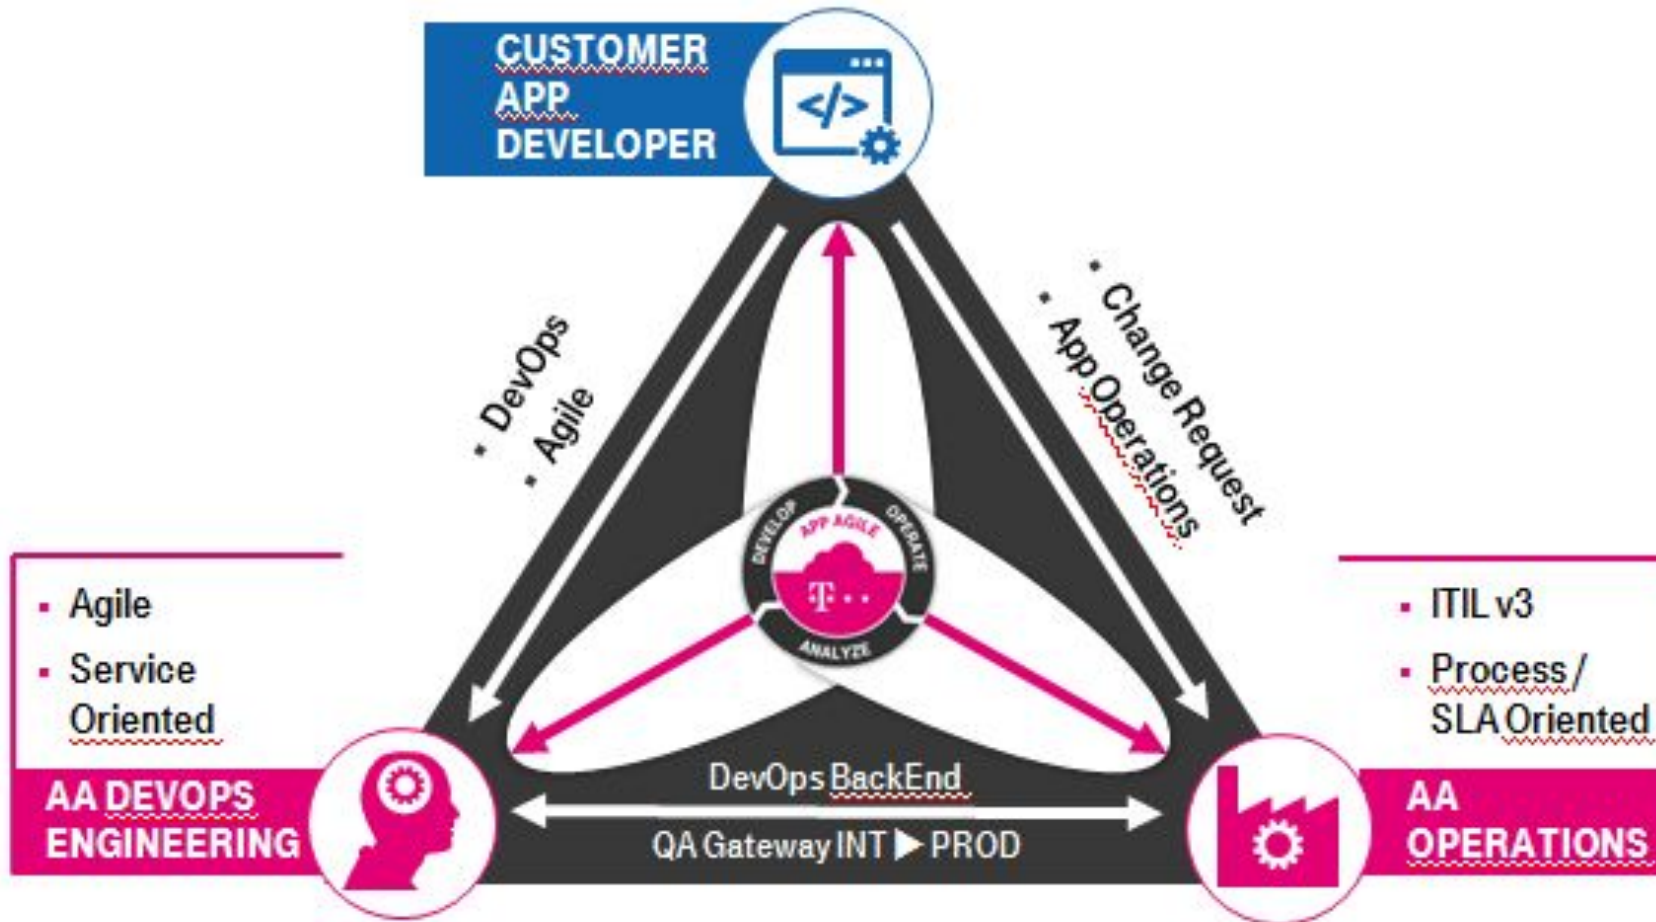 CUSTOMER
APP
DEVELOPER
</>
▪ DevOps
▪ Agile
▪ Change Request
▪ App Operations
DEVELOP
OPERATE
ANALYZE
APP AGILE
T··
▪ Agile
▪ Service
Oriented
AA DEVOPS
ENGINEERING
▪ ITIL v3
▪ Process /
SLA Oriented
AA
OPERATIONS
DevOps BackEnd
QA Gateway INT ▶ PROD